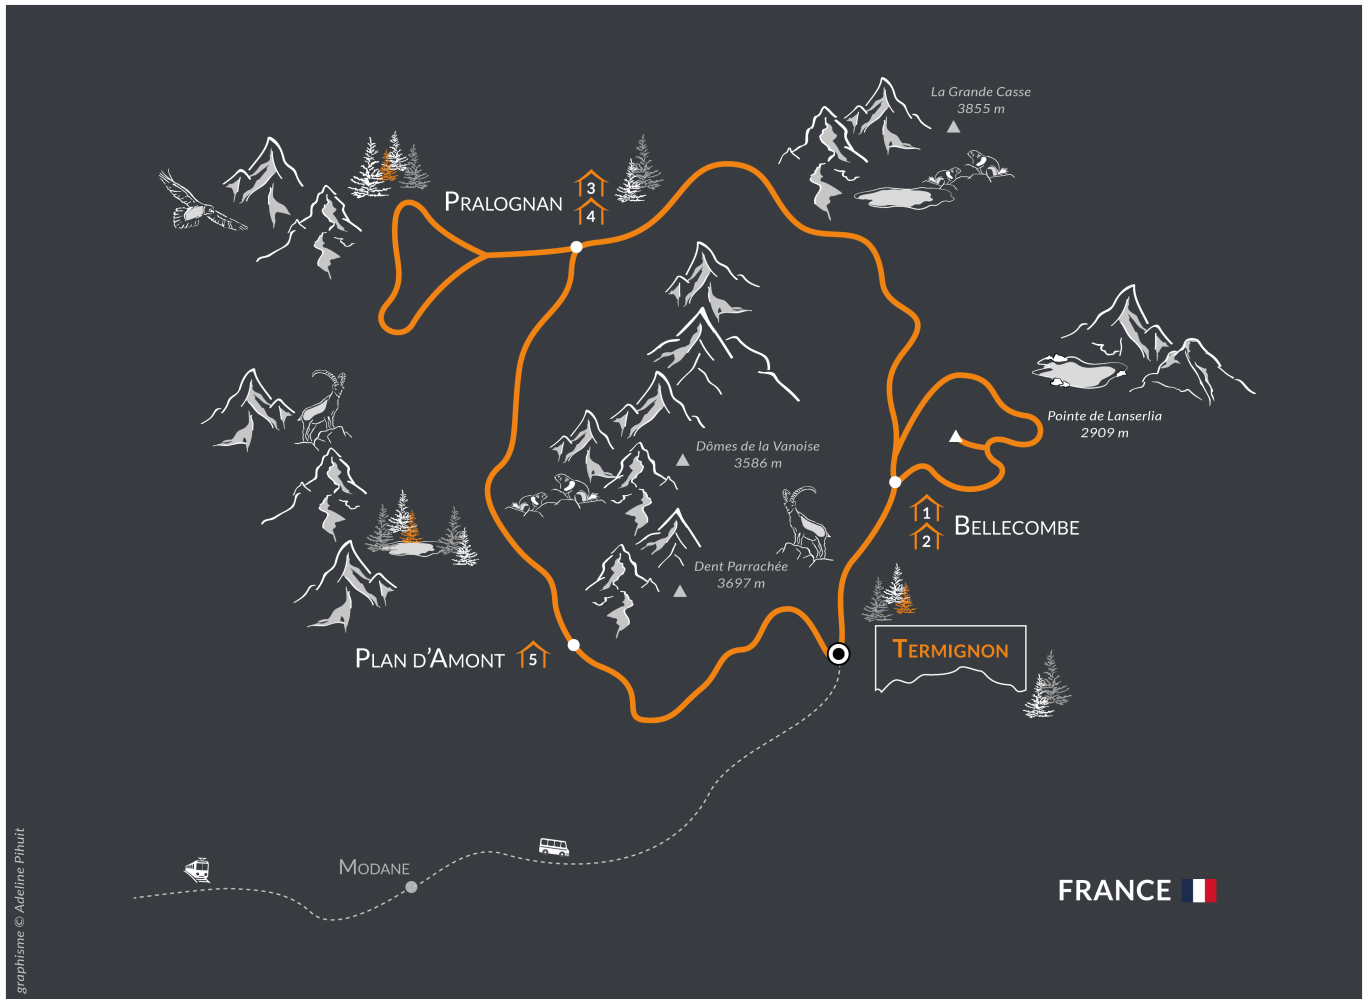 La Grande Casse
3855 m
PRALOGNAN
3
4
Pointe de Lanserlia
2909 m
Dômes de la Vanoise
3586 m
1
2
BELLECOMBE
Dent Parrachée
3697 m
PLAN D'AMONT
5
TERMIGNON
MODANE
FRANCE
graphisme © Adeline Pihuit